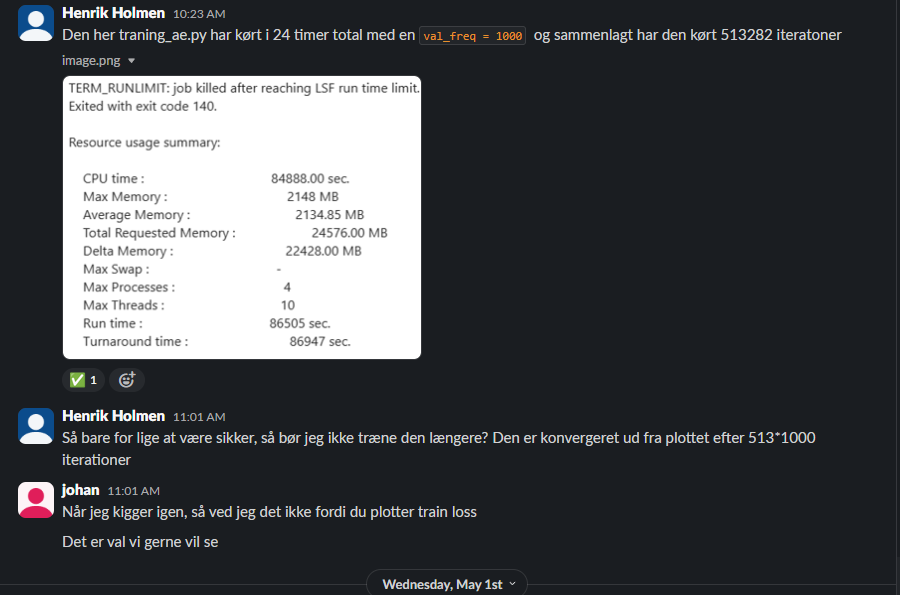 Henrik Holmen 10:23 AM
Den her traning_ae.py har kørt i 24 timer total med en val_freq = 1000 og sammenlagt har den kørt 513282 iteratoner
image.png
TERM_RUNLIMIT: job killed after reaching LSF run time limit.
Exited with exit code 140.
Resource usage summary:
CPU time : 84888.00 sec.
Max Memory : 2148 MB
Average Memory : 2134.85 MB
Total Requested Memory : 24576.00 MB
Delta Memory : 22428.00 MB
Max Swap : -
Max Processes : 4
Max Threads : 10
Run time : 86505 sec.
Turnaround time : 86947 sec.
1
Henrik Holmen 11:01 AM
Så bare for lige at være sikker, så bør jeg ikke træne den længere? Den er konvergeret ud fra plottet efter 513*1000
iterationer
johan 11:01 AM
Når jeg kigger igen, så ved jeg det ikke fordi du plotter train loss
Det er val vi gerne vil se
Wednesday, May 1st